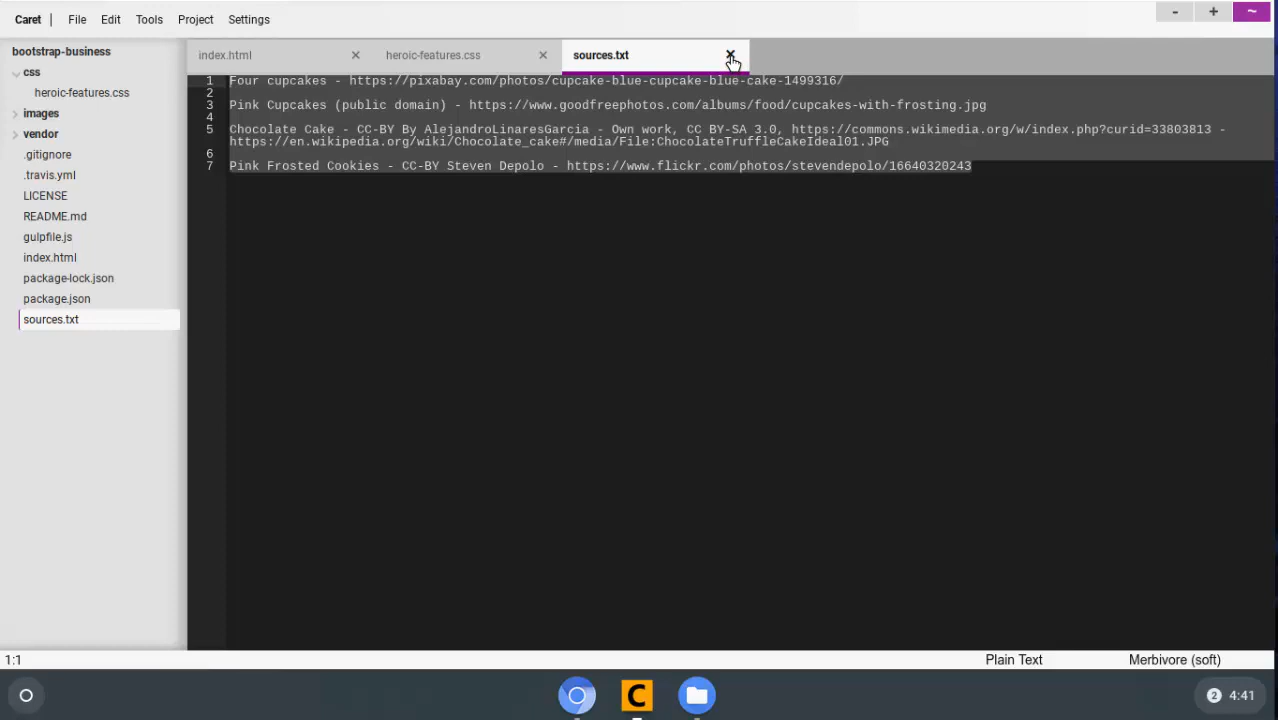 Caret | File Edit Tools Project Settings - + ~
bootstrap-business
css
heroic-features.css
images
vendor
.gitignore
.travis.yml
LICENSE
README.md
gulpfile.js
index.html
package-lock.json
package.json
sources.txt
index.html heroic-features.css sources.txt
1 Four cupcakes - https://pixabay.com/photos/cupcake-blue-cupcake-blue-cake-1499316/
2
3 Pink Cupcakes (public domain) - https://www.goodfreephotos.com/albums/food/cupcakes-with-frosting.jpg
4
5 Chocolate Cake - CC-BY By AlejandroLinaresGarcia - Own work, CC BY-SA 3.0, https://commons.wikimedia.org/w/index.php?curid=33803813 -
https://en.wikipedia.org/wiki/Chocolate_cake#/media/File:ChocolateTruffleCakeIdeal01.JPG
6
7 Pink Frosted Cookies - CC-BY Steven Depolo - https://www.flickr.com/photos/stevendepolo/16640320243
1:1 Plain Text Merbivore (soft)
C 2 4:41